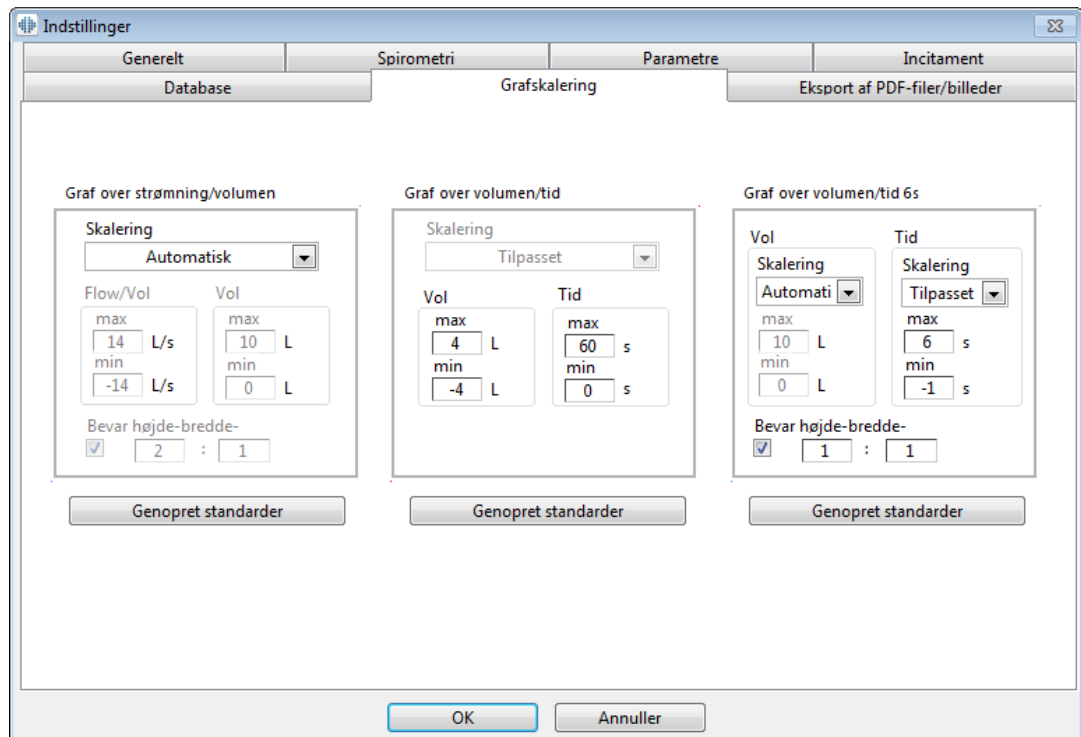 Indstillinger
Generelt Spirometri Parametre Incitament
Database Grafskalering Eksport af PDF-filer/billeder
Graf over strømning/volumen
Skalering
Automatisk
Flow/Vol Vol
max max
14 L/s 10 L
min min
-14 L/s 0 L
Bevar højde-bredde-
2 : 1
Genopret standarder
Graf over volumen/tid
Skalering
Tilpasset
Vol Tid
max max
4 L 60 s
min min
-4 L 0 s
Genopret standarder
Graf over volumen/tid 6s
Vol Tid
Skalering Skalering
Automati Tilpasset
max max
10 L 6 s
min min
0 L -1 s
Bevar højde-bredde-
1 : 1
Genopret standarder
OK Annuller